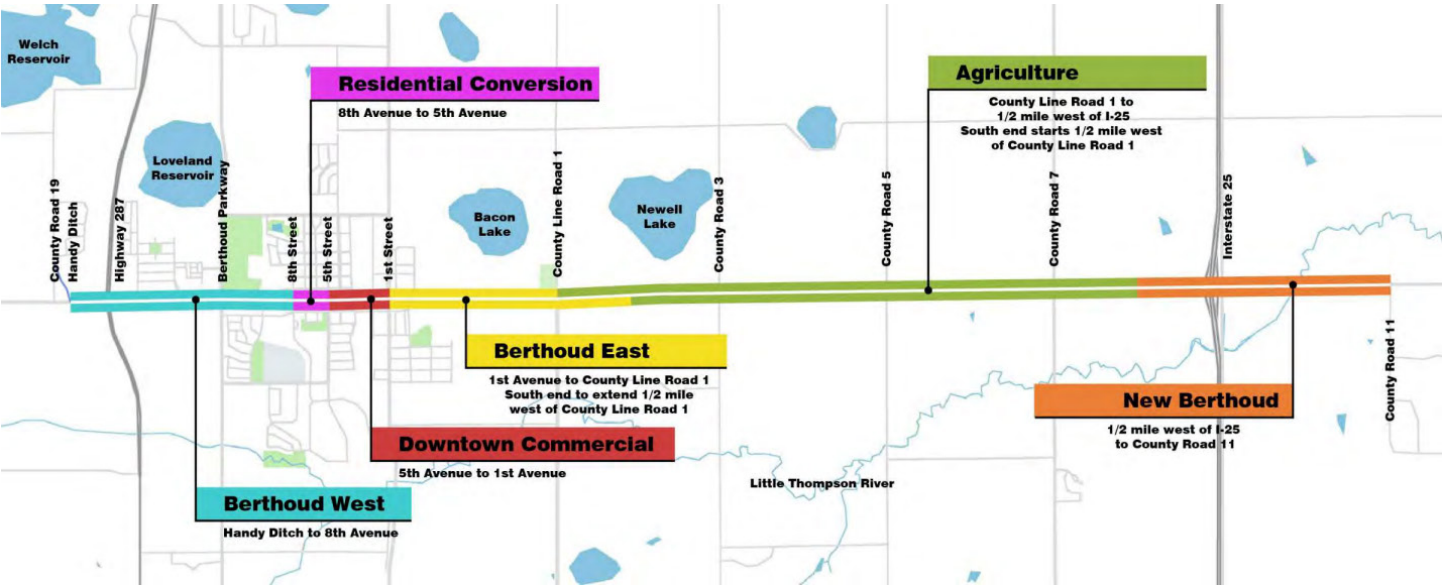 Welch
Reservoir
Residential Conversion
8th Avenue to 5th Avenue
Agriculture
County Line Road 1 to
1/2 mile west of I-25
South end starts 1/2 mile west
of County Line Road 1
Loveland
Reservoir
Bacon
Lake
Newell
Lake
County Road 19
Handy Ditch
Highway 287
Berthoud Parkway
8th Street
5th Street
1st Street
County Line Road 1
County Road 3
County Road 5
County Road 7
Interstate 25
County Road 11
Berthoud East
1st Avenue to County Line Road 1
South end to extend 1/2 mile
west of County Line Road 1
New Berthoud
1/2 mile west of I-25
to County Road 11
Downtown Commercial
5th Avenue to 1st Avenue
Little Thompson River
Berthoud West
Handy Ditch to 8th Avenue